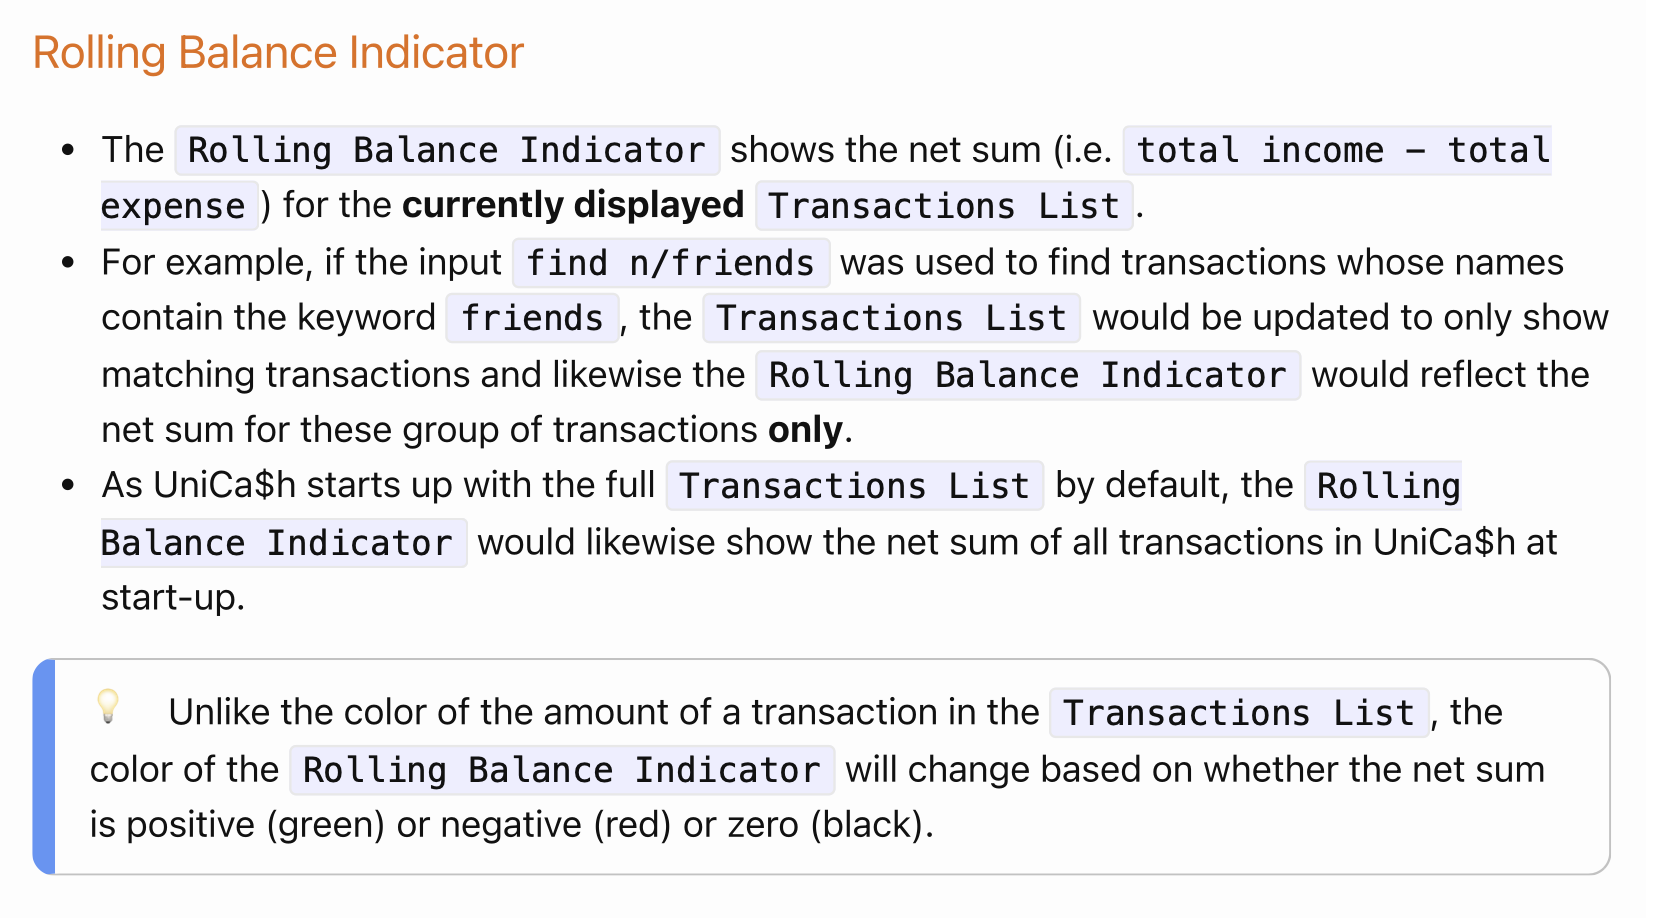 Rolling Balance Indicator
• The Rolling Balance Indicator shows the net sum (i.e. total income – total
expense) for the currently displayed Transactions List.
• For example, if the input find n/friends was used to find transactions whose names
contain the keyword friends, the Transactions List would be updated to only show
matching transactions and likewise the Rolling Balance Indicator would reflect the
net sum for these group of transactions only.
• As UniCa$h starts up with the full Transactions List by default, the Rolling
Balance Indicator would likewise show the net sum of all transactions in UniCa$h at
start-up.
💡 Unlike the color of the amount of a transaction in the Transactions List, the
color of the Rolling Balance Indicator will change based on whether the net sum
is positive (green) or negative (red) or zero (black).